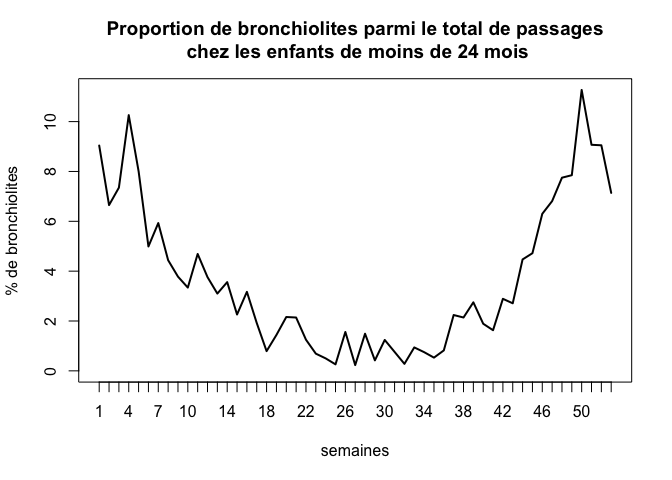 Proportion de bronchiolites parmi le total de passages
chez les enfants de moins de 24 mois
% de bronchiolites
10
8
6
4
2
0
1 4 7 10 14 18 22 26 30 34 38 42 46 50
semaines